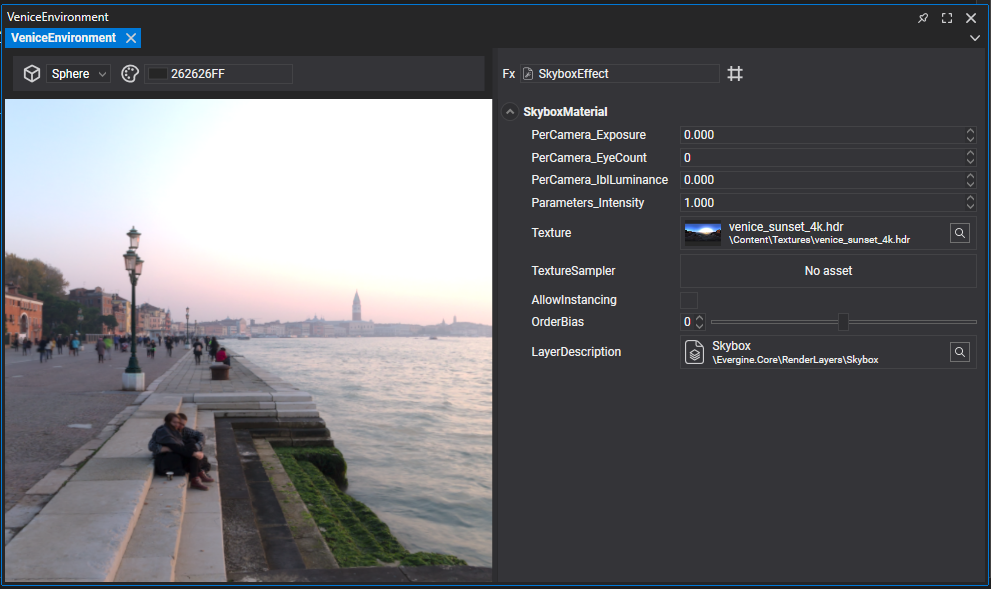 VeniceEnvironment
VeniceEnvironment
Sphere
262626FF
Fx SkyboxEffect
SkyboxMaterial
PerCamera_Exposure 0.000
PerCamera_EyeCount 0
PerCamera_IblLuminance 0.000
Parameters_Intensity 1.000
Texture venice_sunset_4k.hdr
\Content\Textures\venice_sunset_4k.hdr
TextureSampler No asset
AllowInstancing
OrderBias 0
LayerDescription Skybox
\Evergine.Core\RenderLayers\Skybox